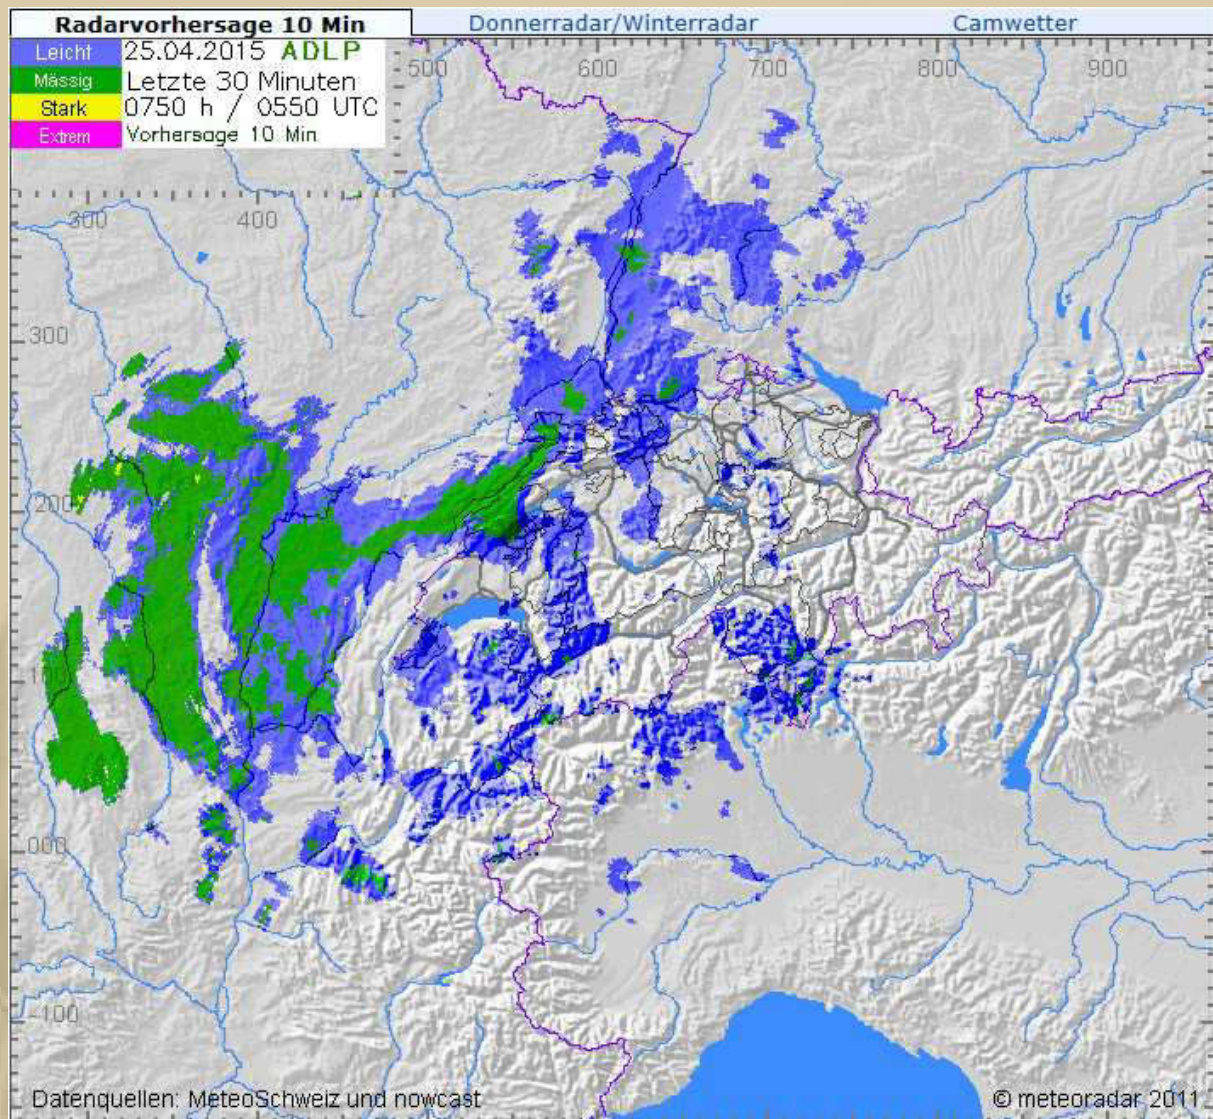 Radarvorhersage 10 Min
Donnerradar/Winterradar
Camwetter
Leicht
25.04.2015 ADLP
Mässig
Letzte 30 Minuten
Stark
0750 h / 0550 UTC
Extrem
Vorhersage 10 Min
500 600 700 800 900
300 400
300
200
100
000
-100
Datenquellen: MeteoSchweiz und nowcast
© meteoradar 2011